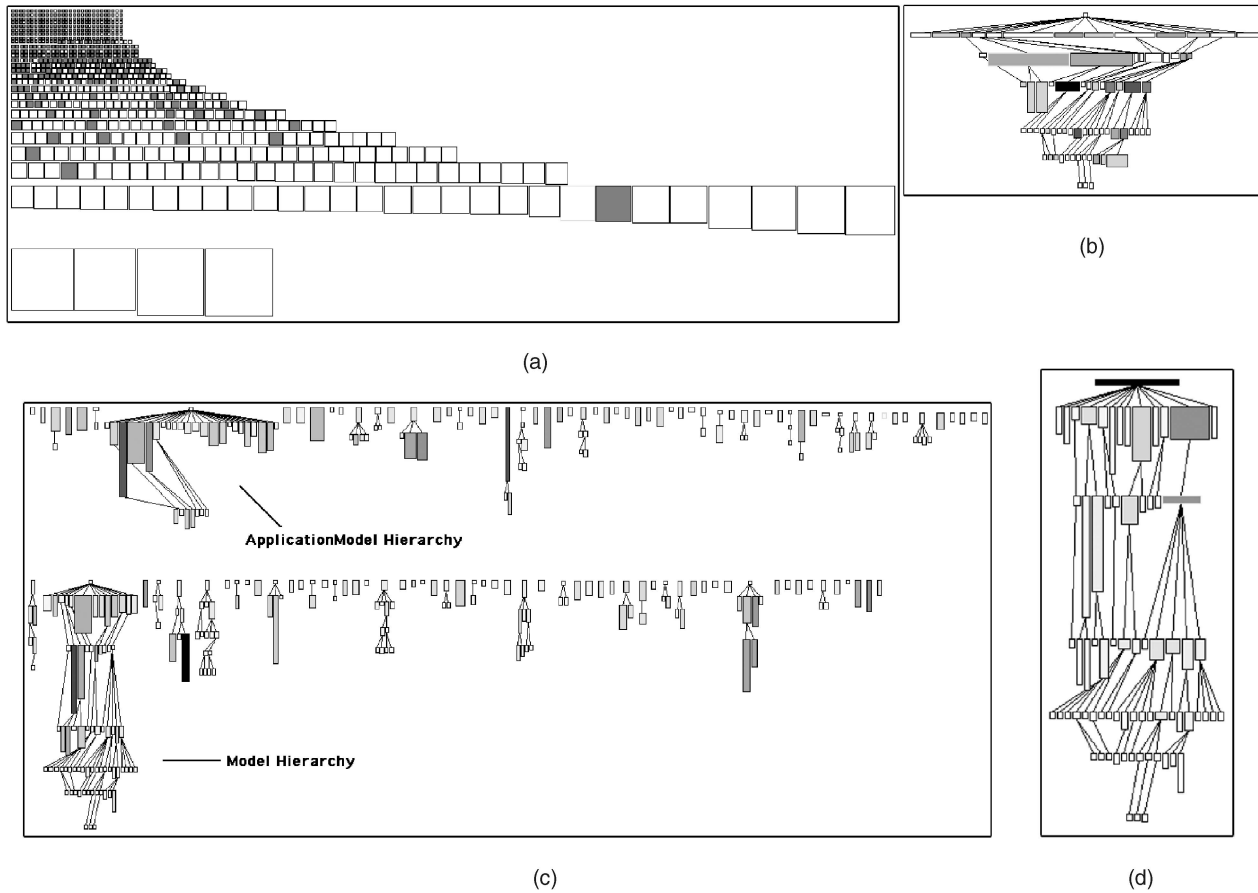 (a)
(b)
ApplicationModel Hierarchy
Model Hierarchy
(c)
(d)